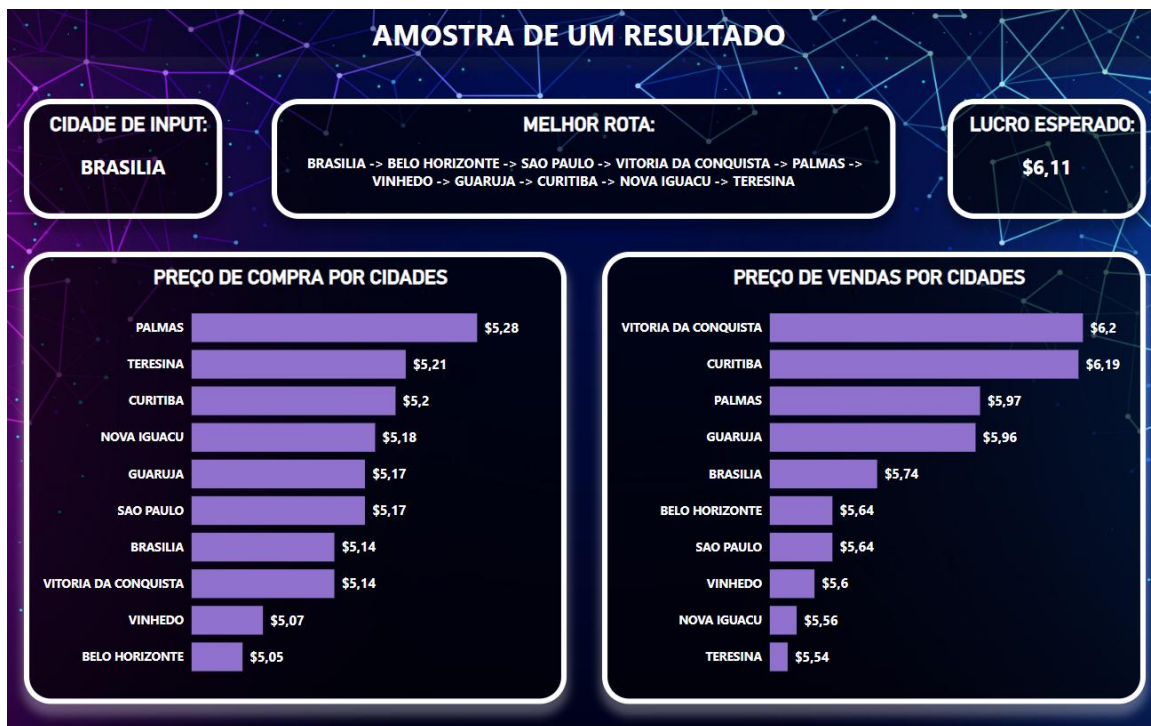 AMOSTRA DE UM RESULTADO
CIDADE DE INPUT:
BRASILIA
MELHOR ROTA:
BRASILIA -> BELO HORIZONTE -> SAO PAULO -> VITORIA DA CONQUISTA -> PALMAS ->
VINHEDO -> GUARUJA -> CURITIBA -> NOVA IGUACU -> TERESINA
LUCRO ESPERADO:
$6,11
PREÇO DE COMPRA POR CIDADES
PALMAS $5,28
TERESINA $5,21
CURITIBA $5,2
NOVA IGUACU $5,18
GUARUJA $5,17
SAO PAULO $5,17
BRASILIA $5,14
VITORIA DA CONQUISTA $5,14
VINHEDO $5,07
BELO HORIZONTE $5,05
PREÇO DE VENDAS POR CIDADES
VITORIA DA CONQUISTA $6,2
CURITIBA $6,19
PALMAS $5,97
GUARUJA $5,96
BRASILIA $5,74
BELO HORIZONTE $5,64
SAO PAULO $5,64
VINHEDO $5,6
NOVA IGUACU $5,56
TERESINA $5,54